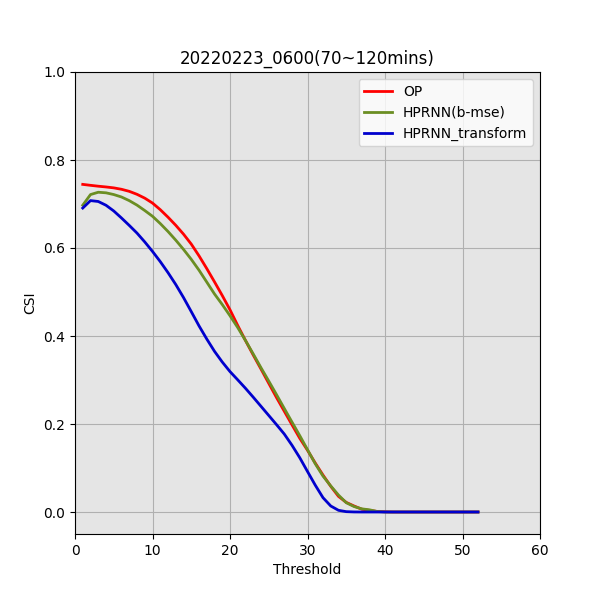 20220223_0600(70~120mins)
OP
HPRNN(b-mse)
HPRNN_transform
1.0
0.8
0.6
0.4
0.2
0.0
CSI
0 10 20 30 40 50 60
Threshold